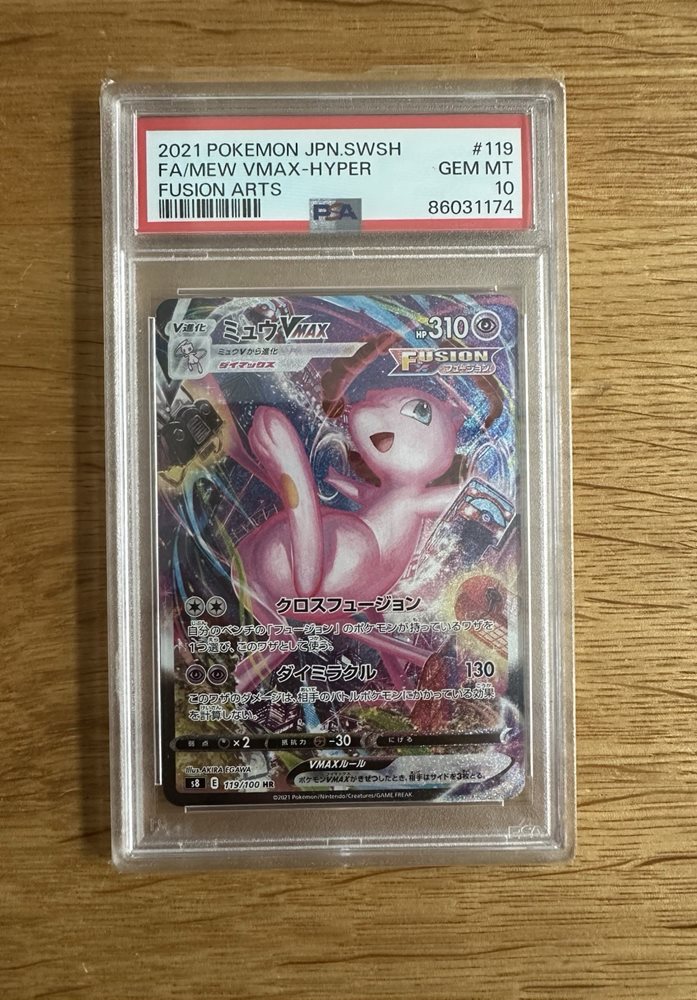 2021 POKEMON JPN.SWSH #119
FA/MEW VMAX-HYPER GEM MT
FUSION ARTS 10
PSA 86031174
V進化 ミュウVMAX HP310
ミュウVから進化
ダイマックス
FUSION
フュージョン
クロスフュージョン
自分のベンチの「フュージョン」のポケモンが持っているワザを
1つ選び、このワザとして使う。
ダイミラクル 130
このワザのダメージは、相手のバトルポケモンにかかっている効果
を計算しない。
弱点 ×2 抵抗力 -30 にげる
Illus. AKIRA EGAWA
VMAXルール
ポケモンVMAXがきぜつしたとき、相手はサイドを3枚とる。
s8 E 119/100 HR
©2021 Pokémon/Nintendo/Creatures/GAME FREAK